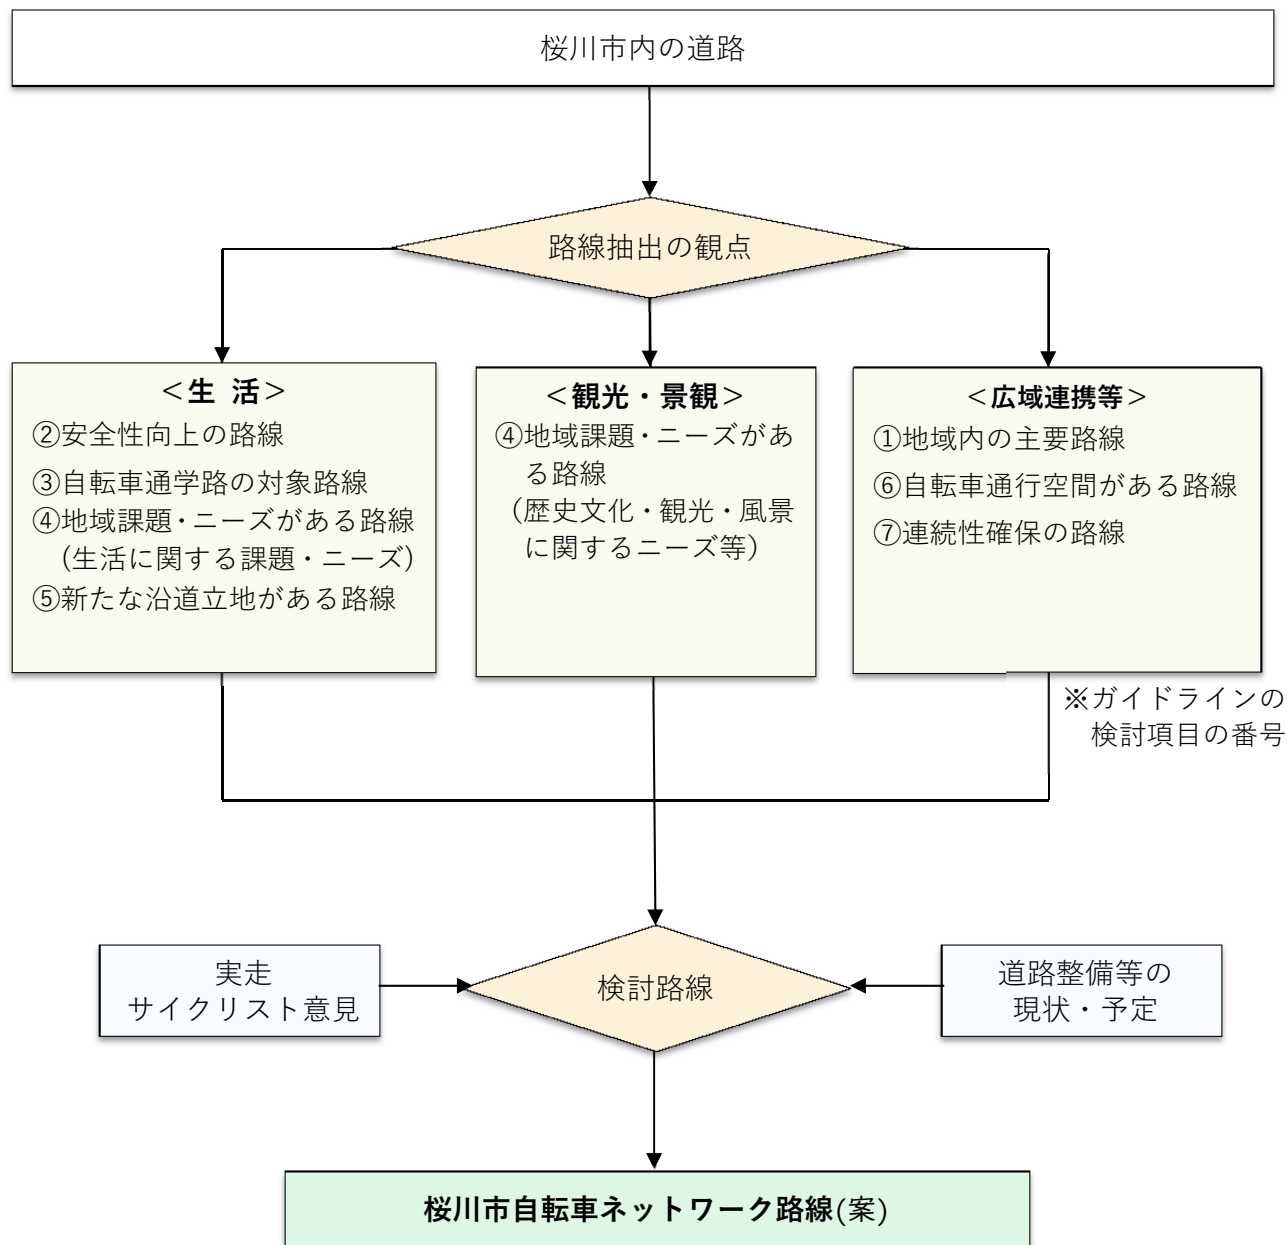 桜川市内の道路
路線抽出の観点
＜生 活＞
②安全性向上の路線
③自転車通学路の対象路線
④地域課題・ニーズがある路線
(生活に関する課題・ニーズ)
⑤新たな沿道立地がある路線
＜観光・景観＞
④地域課題・ニーズがあ
る路線
(歴史文化・観光・風景
に関するニーズ等)
＜広域連携等＞
①地域内の主要路線
⑥自転車通行空間がある路線
⑦連続性確保の路線
※ガイドラインの
検討項目の番号
実走
サイクリスト意見
検討路線
道路整備等の
現状・予定
桜川市自転車ネットワーク路線(案)